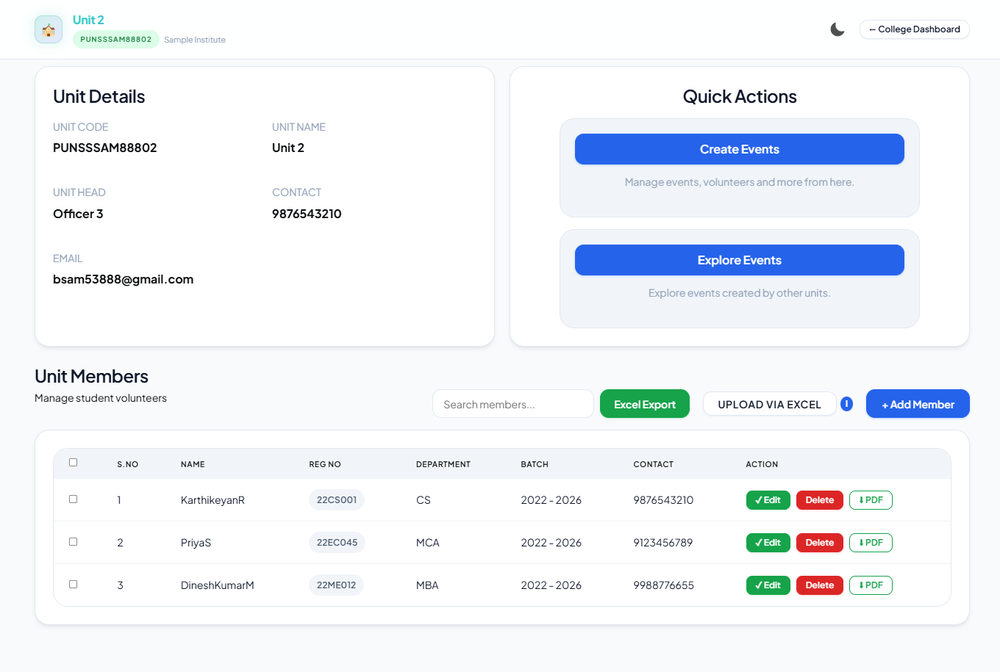 Unit 2
PUNSSSAM88802 Sample Institute
← College Dashboard
Unit Details
UNIT CODE UNIT NAME
PUNSSSAM88802 Unit 2
UNIT HEAD CONTACT
Officer 3 9876543210
EMAIL
bsam53888@gmail.com
Quick Actions
Create Events
Manage events, volunteers and more from here.
Explore Events
Explore events created by other units.
Unit Members
Manage student volunteers
Search members... Excel Export UPLOAD VIA EXCEL i + Add Member
S.NO NAME REG NO DEPARTMENT BATCH CONTACT ACTION
1 KarthikeyanR 22CS001 CS 2022 - 2026 9876543210 ✓ Edit Delete ⬇ PDF
2 PriyaS 22EC045 MCA 2022 - 2026 9123456789 ✓ Edit Delete ⬇ PDF
3 DineshKumarM 22ME012 MBA 2022 - 2026 9988776655 ✓ Edit Delete ⬇ PDF